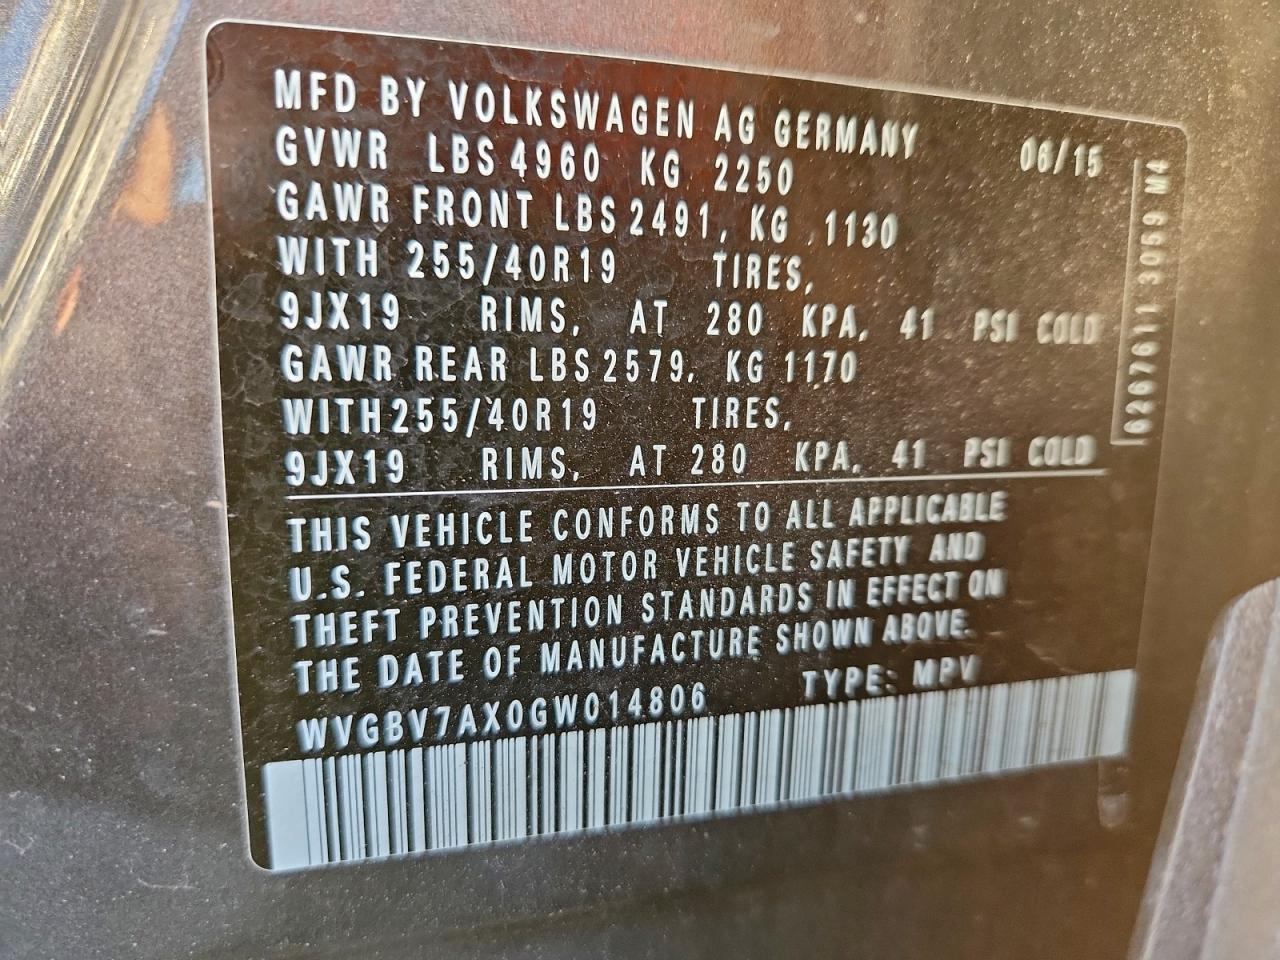 MFD BY VOLKSWAGEN AG GERMANY
GVWR LBS 4960 KG 2250 06/15
GAWR FRONT LBS 2491, KG 1130
WITH 255/40R19 TIRES,
9JX19 RIMS, AT 280 KPA, 41 PSI COLD
GAWR REAR LBS 2579, KG 1170
WITH 255/40R19 TIRES,
9JX19 RIMS, AT 280 KPA, 41 PSI COLD
THIS VEHICLE CONFORMS TO ALL APPLICABLE
U.S. FEDERAL MOTOR VEHICLE SAFETY AND
THEFT PREVENTION STANDARDS IN EFFECT ON
THE DATE OF MANUFACTURE SHOWN ABOVE.
WVGBV7AX0GW014806 TYPE: MPV
6267611 3059 M4